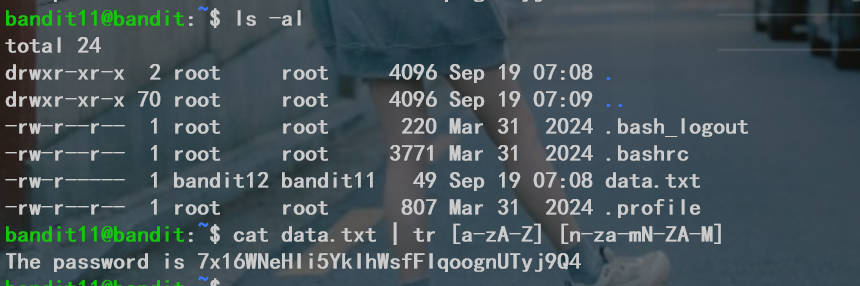 bandit11@bandit:~$ ls -al
total 24
drwxr-xr-x  2 root     root     4096 Sep 19 07:08 .
drwxr-xr-x 70 root     root     4096 Sep 19 07:09 ..
-rw-r--r--  1 root     root      220 Mar 31  2024 .bash_logout
-rw-r--r--  1 root     root     3771 Mar 31  2024 .bashrc
-rw-r-----  1 bandit12 bandit11   49 Sep 19 07:08 data.txt
-rw-r--r--  1 root     root      807 Mar 31  2024 .profile
bandit11@bandit:~$ cat data.txt | tr [a-zA-Z] [n-za-mN-ZA-M]
The password is 7x16WNeHIi5YkIhWsfFIqoognUTyj9Q4